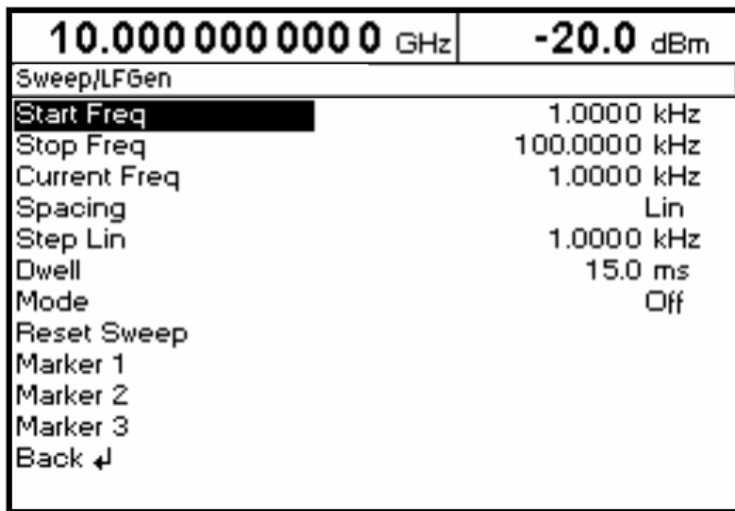 10.000 000 000 0 GHz -20.0 dBm
Sweep/LFGen
Start Freq 1.0000 kHz
Stop Freq 100.0000 kHz
Current Freq 1.0000 kHz
Spacing Lin
Step Lin 1.0000 kHz
Dwell 15.0 ms
Mode Off
Reset Sweep
Marker 1
Marker 2
Marker 3
Back ↲